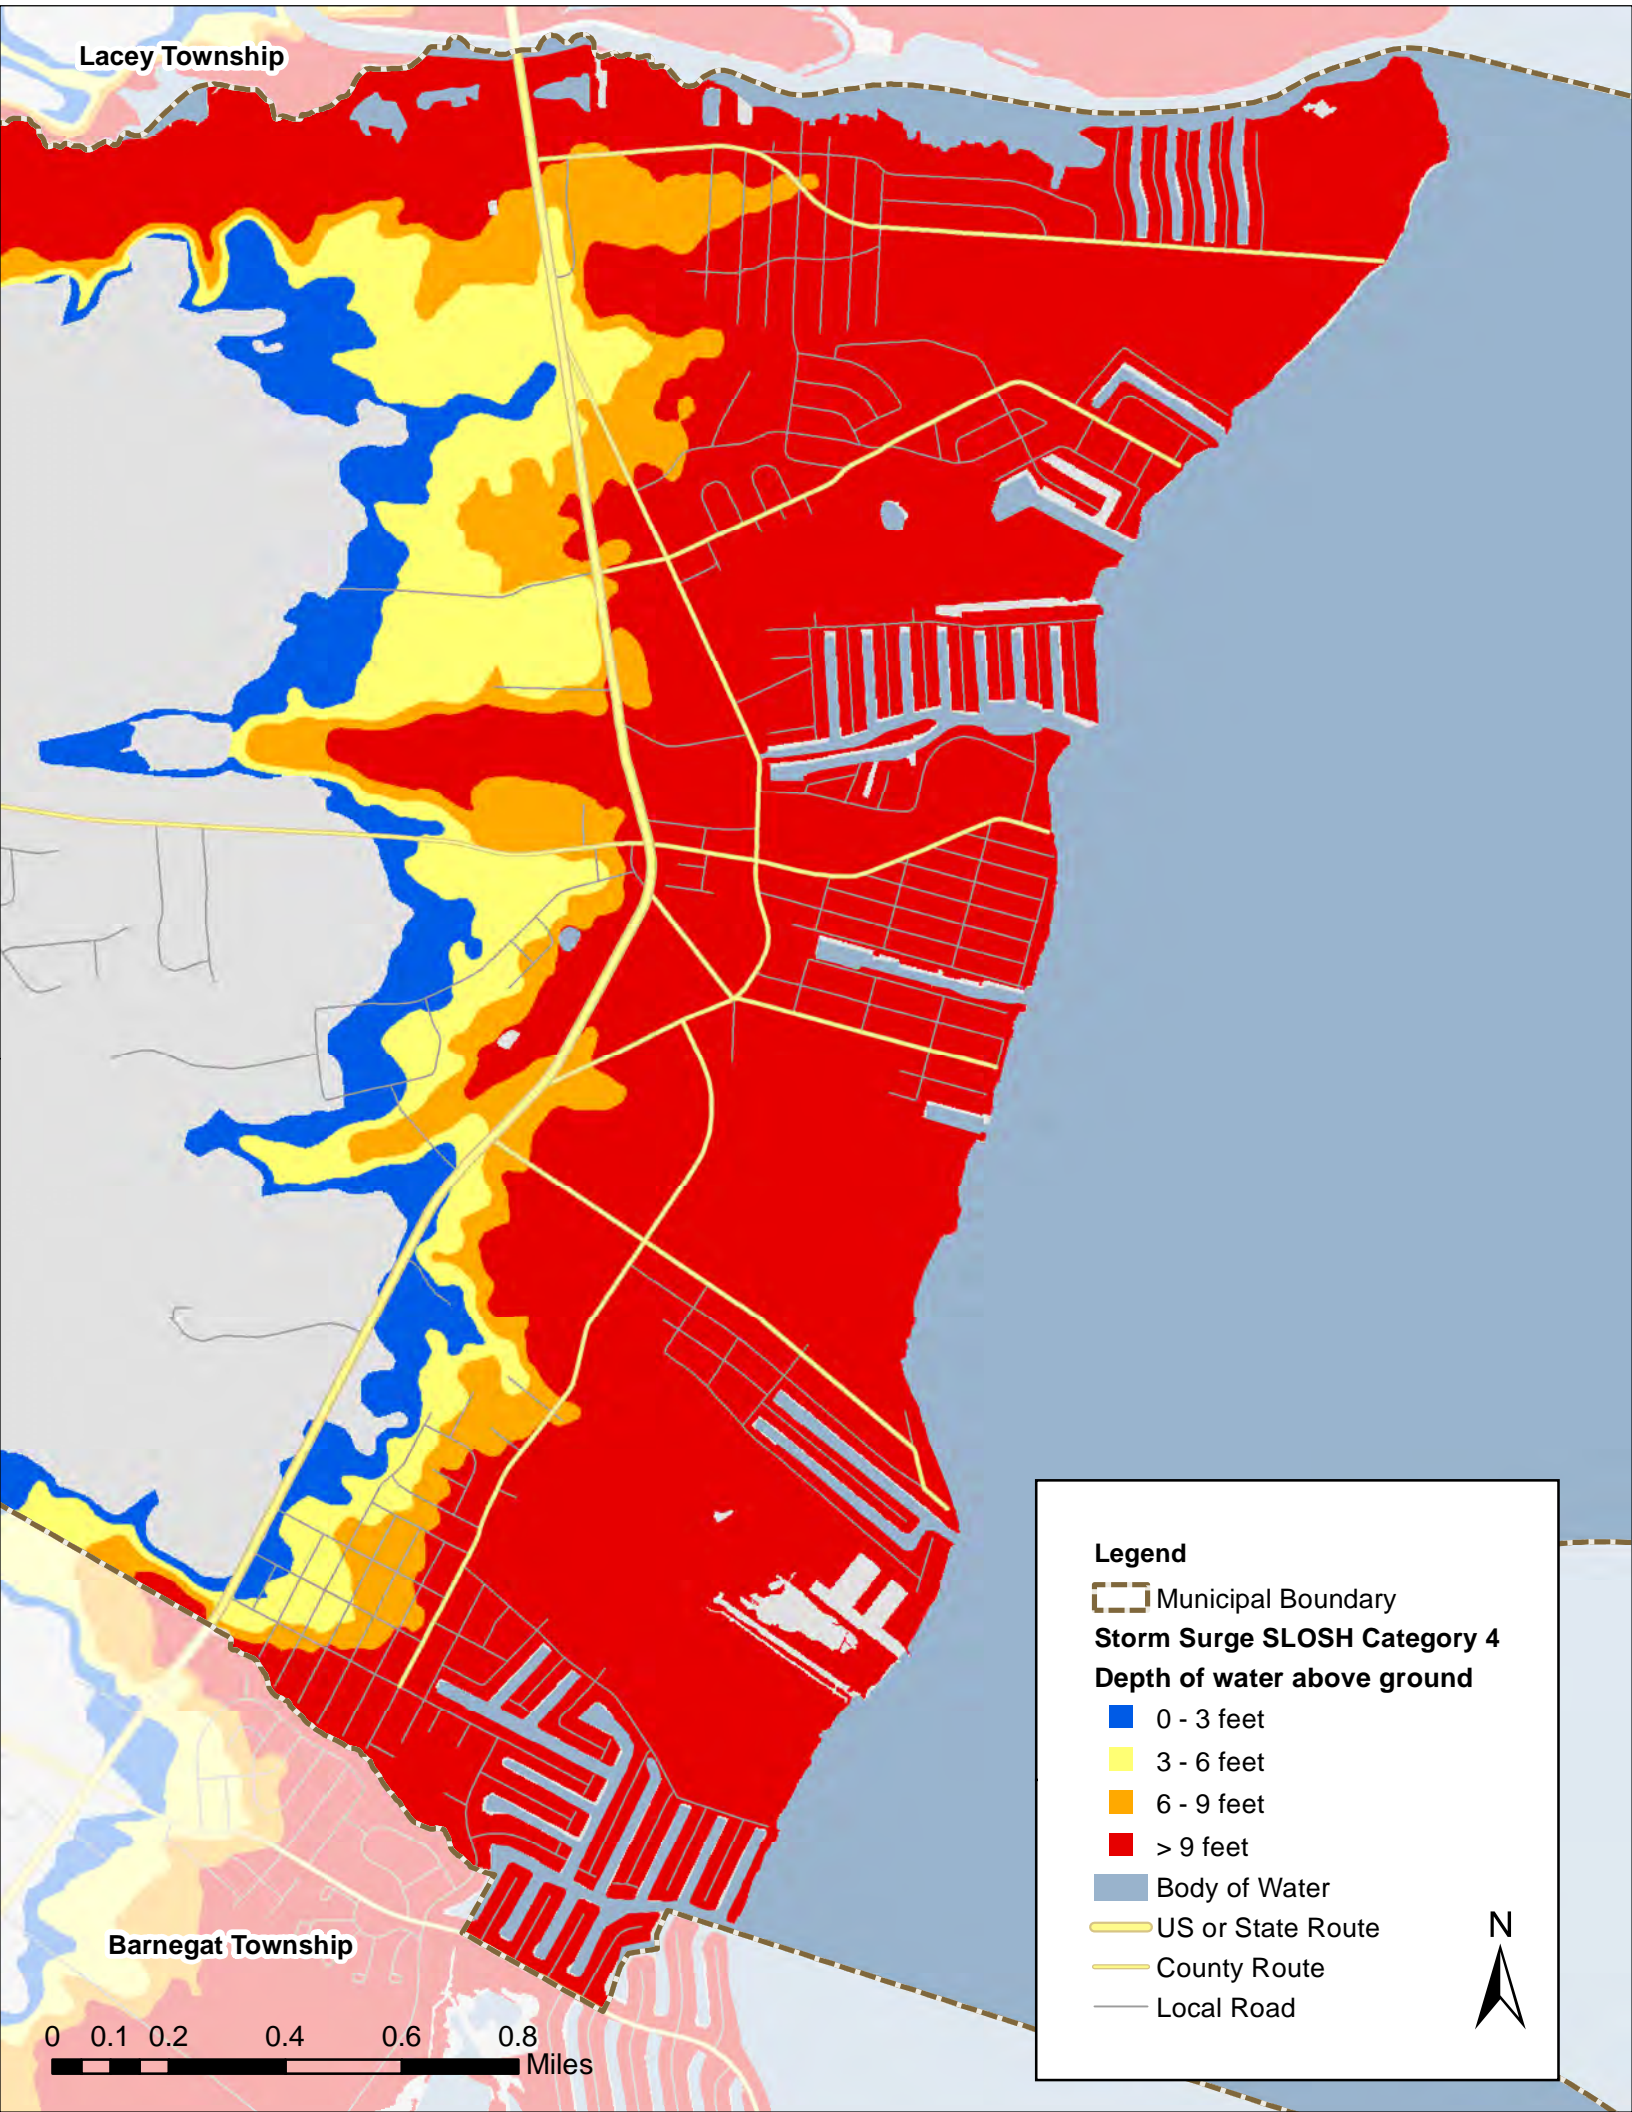 Lacey Township
Legend
Municipal Boundary
Storm Surge SLOSH Category 4
Depth of water above ground
0 - 3 feet
3 - 6 feet
6 - 9 feet
> 9 feet
Body of Water
US or State Route
County Route
Local Road
N
Barnegat Township
0 0.1 0.2 0.4 0.6 0.8
Miles